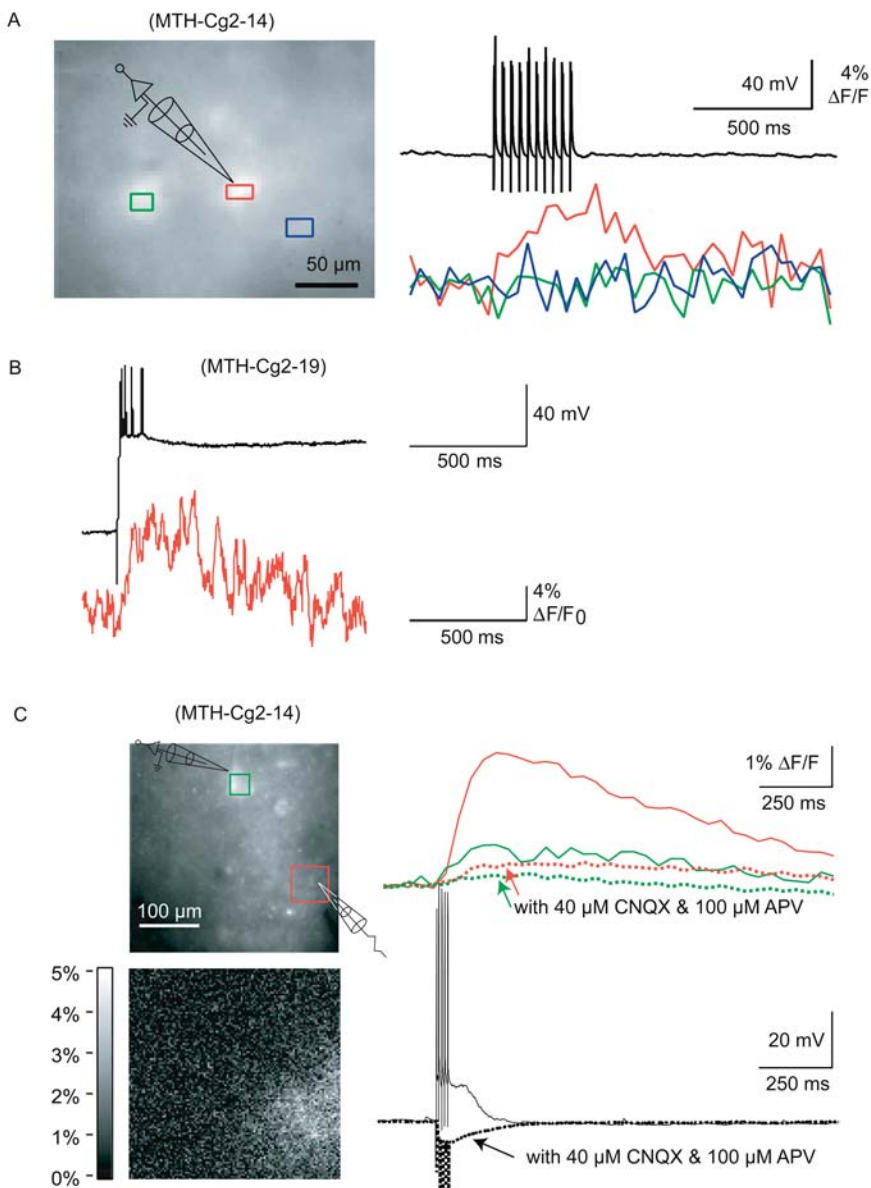 A
(MTH-Cg2-14)
40 mV
4%
ΔF/F
500 ms
50 µm
B
(MTH-Cg2-19)
40 mV
500 ms
4%
ΔF/F0
500 ms
C
(MTH-Cg2-14)
1% ΔF/F
250 ms
with 40 µM CNQX & 100 µM APV
100 µm
5%
4%
3%
2%
1%
0%
20 mV
250 ms
with 40 µM CNQX & 100 µM APV